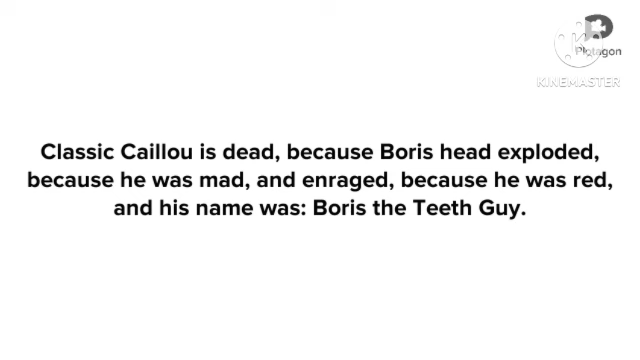 Plotagon
KINEMASTER
Classic Caillou is dead, because Boris head exploded,
because he was mad, and enraged, because he was red,
and his name was: Boris the Teeth Guy.